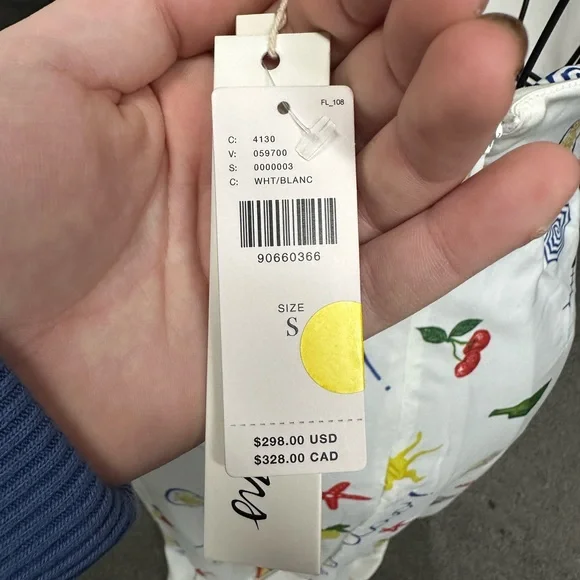 FL_108
C: 4130
V: 059700
S: 0000003
C: WHT/BLANC
90660366
SIZE
S
$298.00 USD
$328.00 CAD